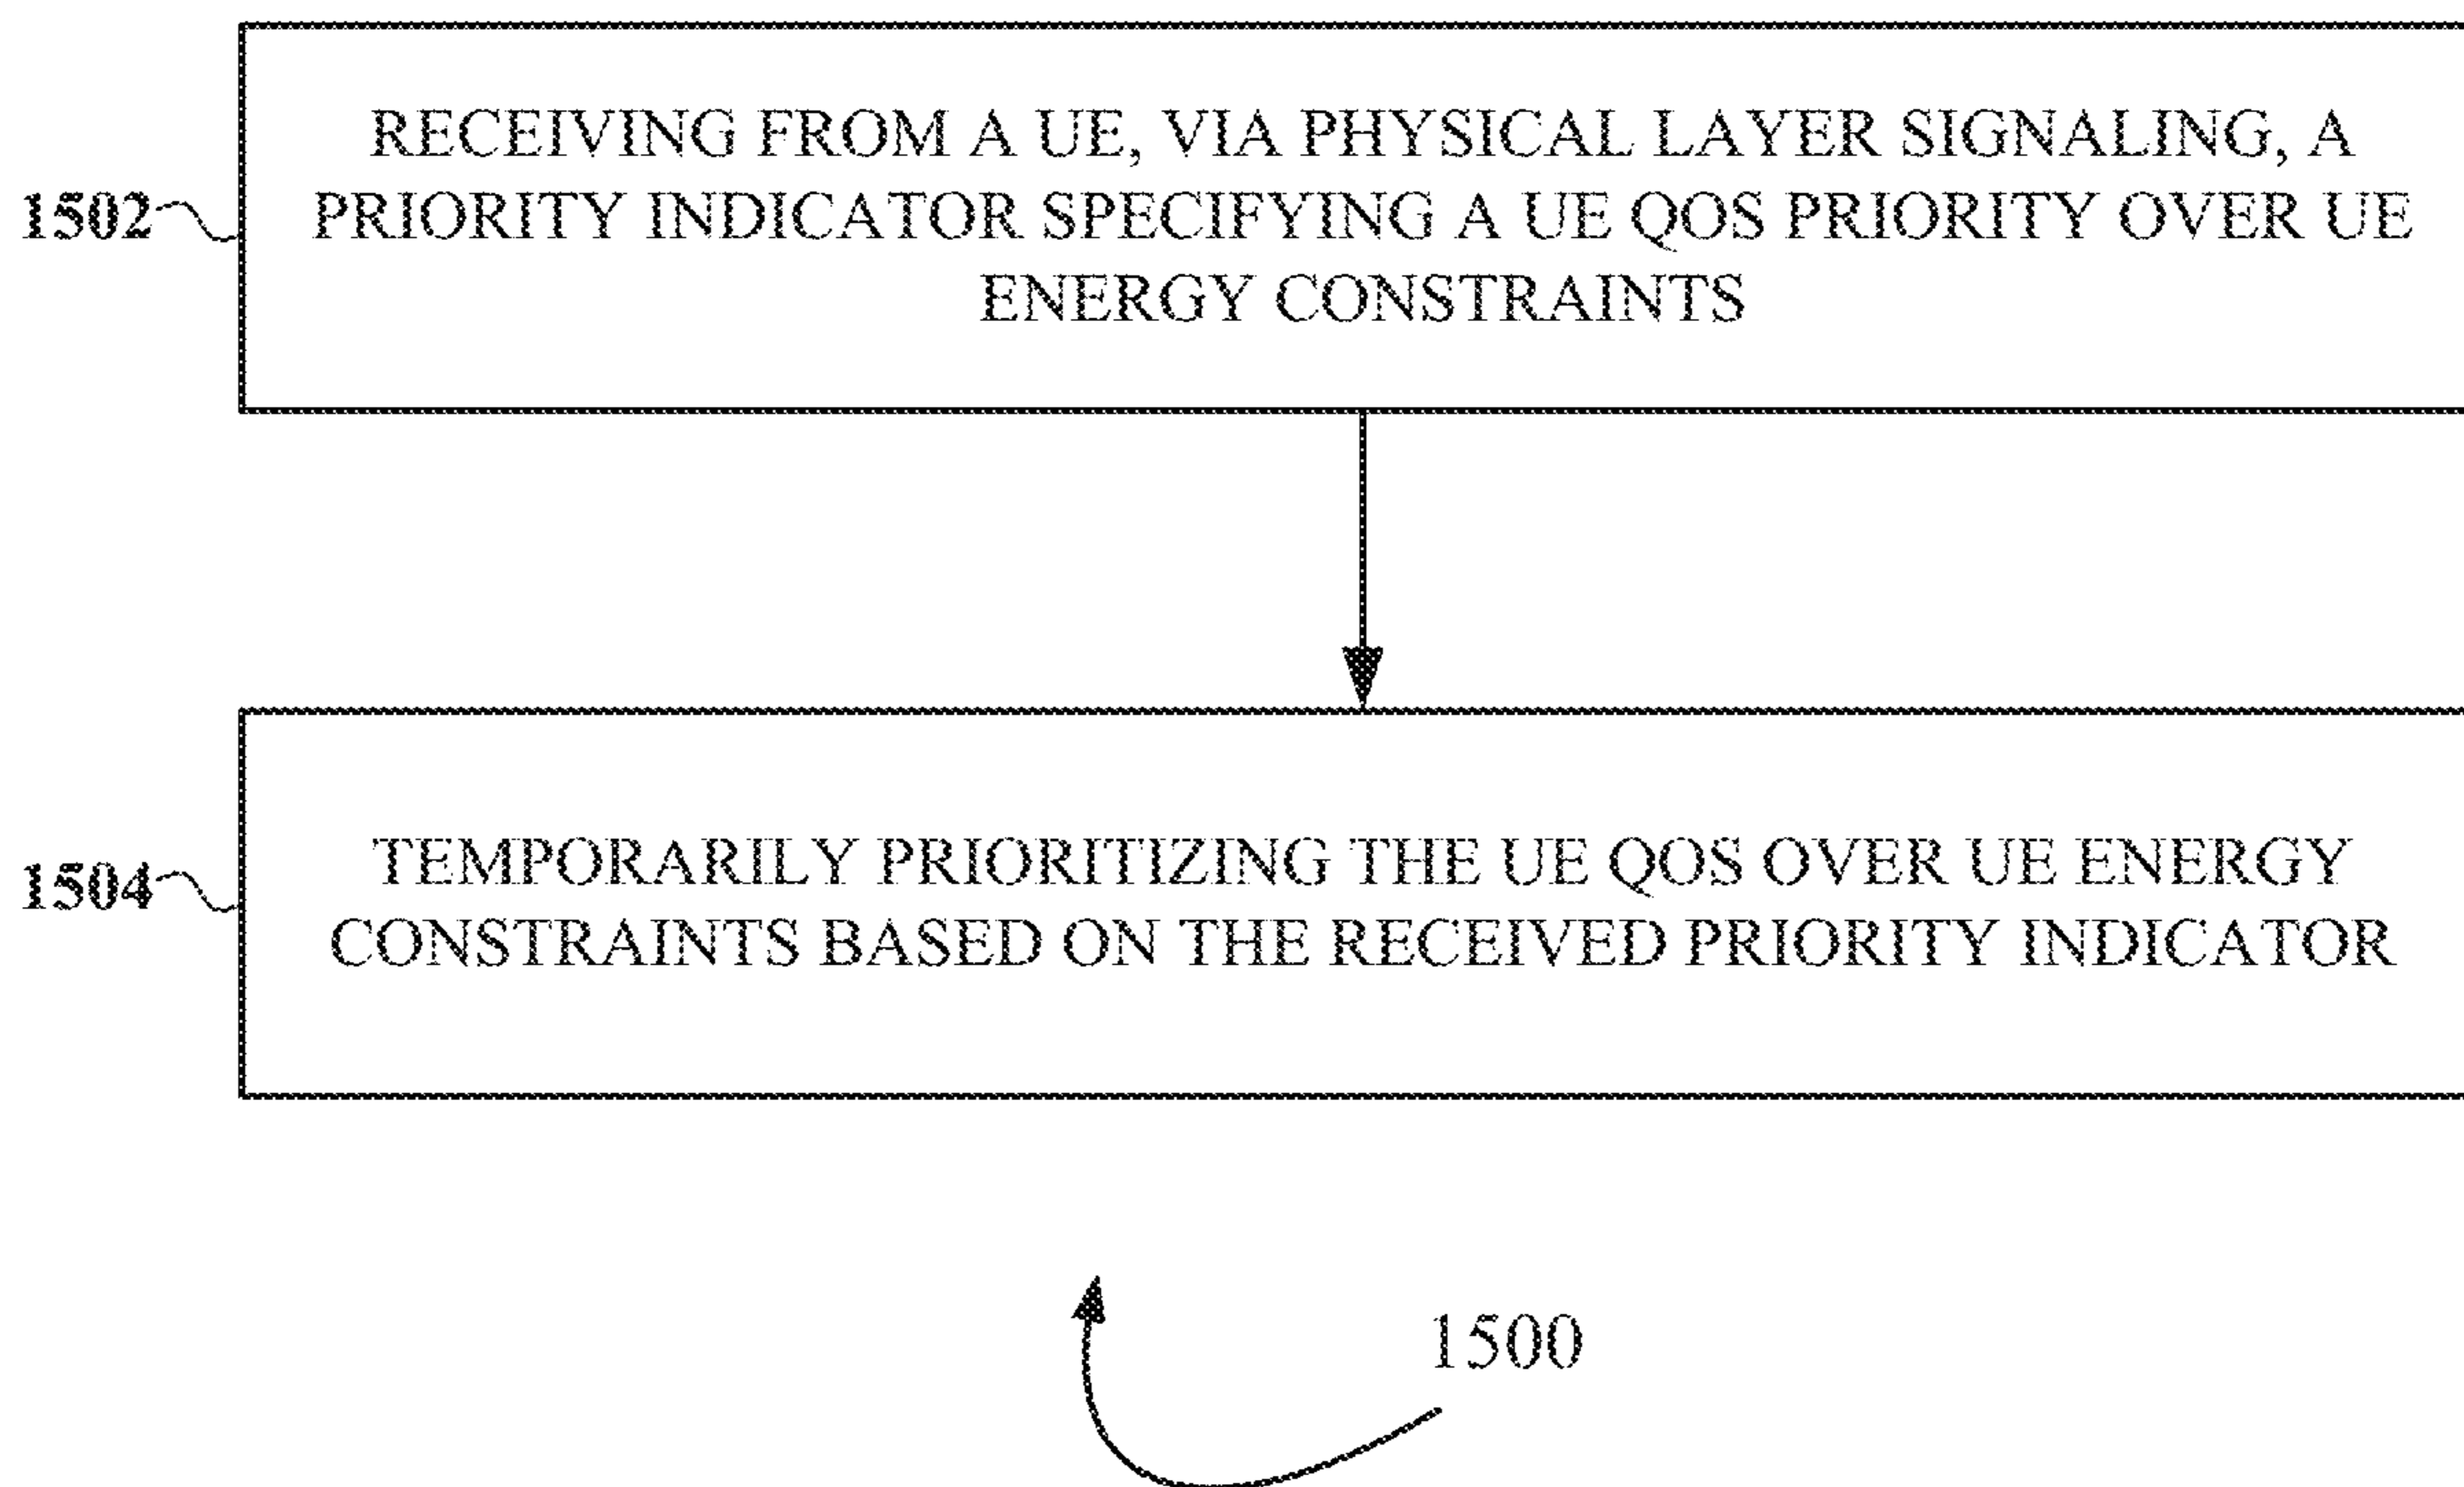 RECEIVING FROM A UE, VIA PHYSICAL LAYER SIGNALING, A
1502 PRIORITY INDICATOR SPECIFYING A UE QOS PRIORITY OVER UE
ENERGY CONSTRAINTS
TEMPORARILY PRIORITIZING THE UE QOS OVER UE ENERGY
1504 CONSTRAINTS BASED ON THE RECEIVED PRIORITY INDICATOR
1500